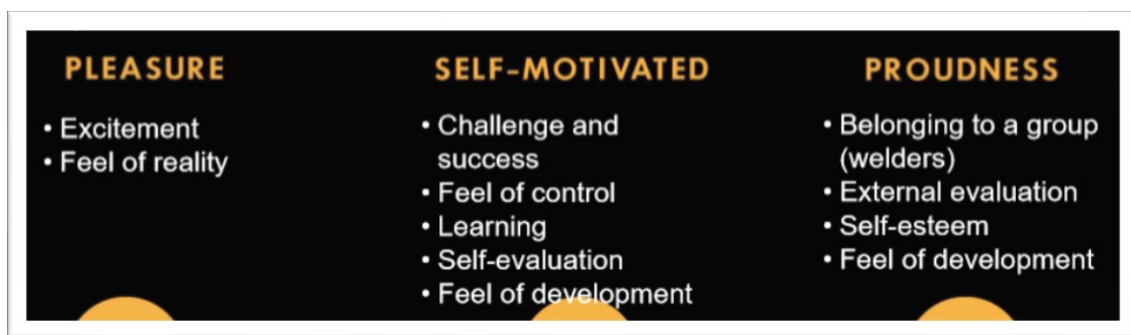 PLEASURE
• Excitement
• Feel of reality
SELF-MOTIVATED
• Challenge and
success
• Feel of control
• Learning
• Self-evaluation
• Feel of development
PROUDNESS
• Belonging to a group
(welders)
• External evaluation
• Self-esteem
• Feel of development